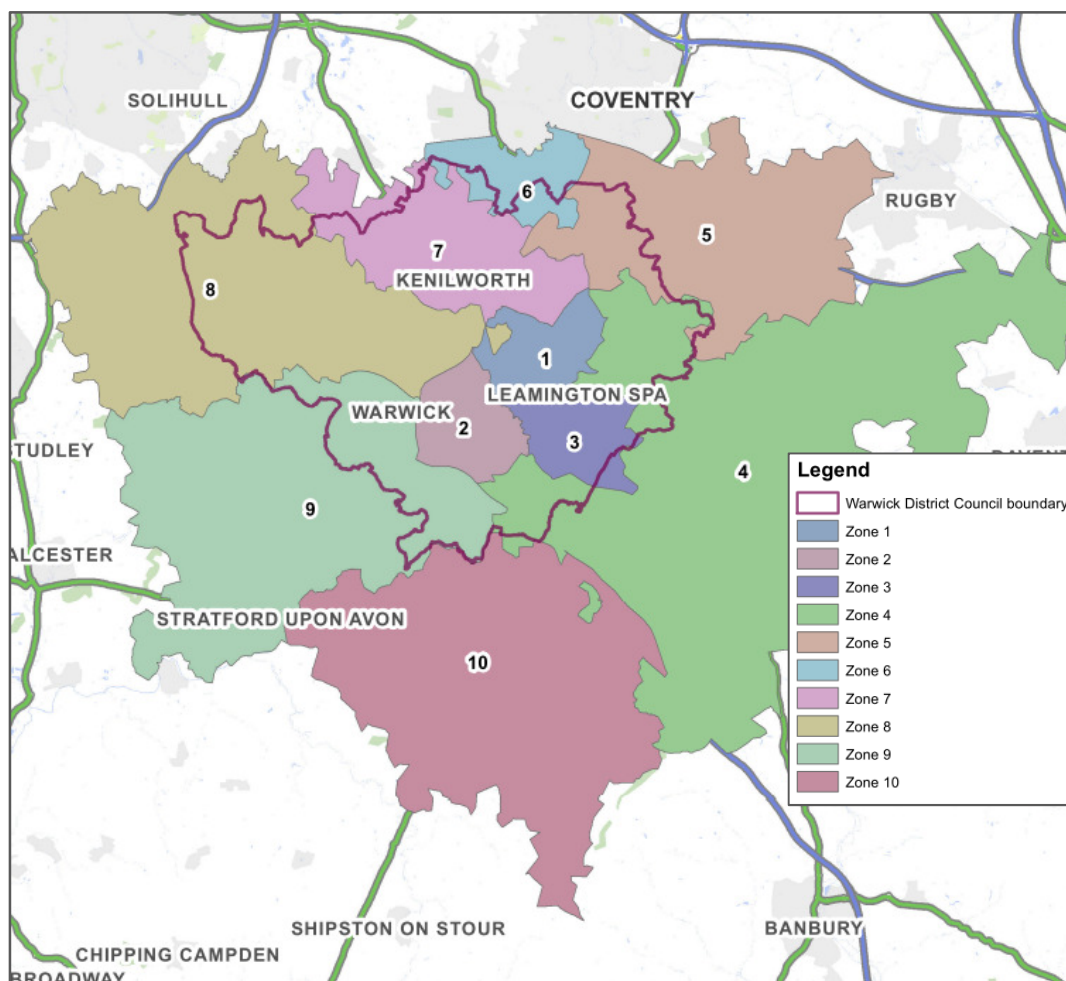 SOLIHULL
COVENTRY
RUGBY
6
5
7
KENILWORTH
8
1
LEAMINGTON SPA
WARWICK
2
3
TUDLEY
4
9
ALCESTER
STRATFORD UPON AVON
10
SHIPSTON ON STOUR
BANBURY
CHIPPING CAMPDEN
BROADWAY
Legend
Warwick District Council boundary
Zone 1
Zone 2
Zone 3
Zone 4
Zone 5
Zone 6
Zone 7
Zone 8
Zone 9
Zone 10